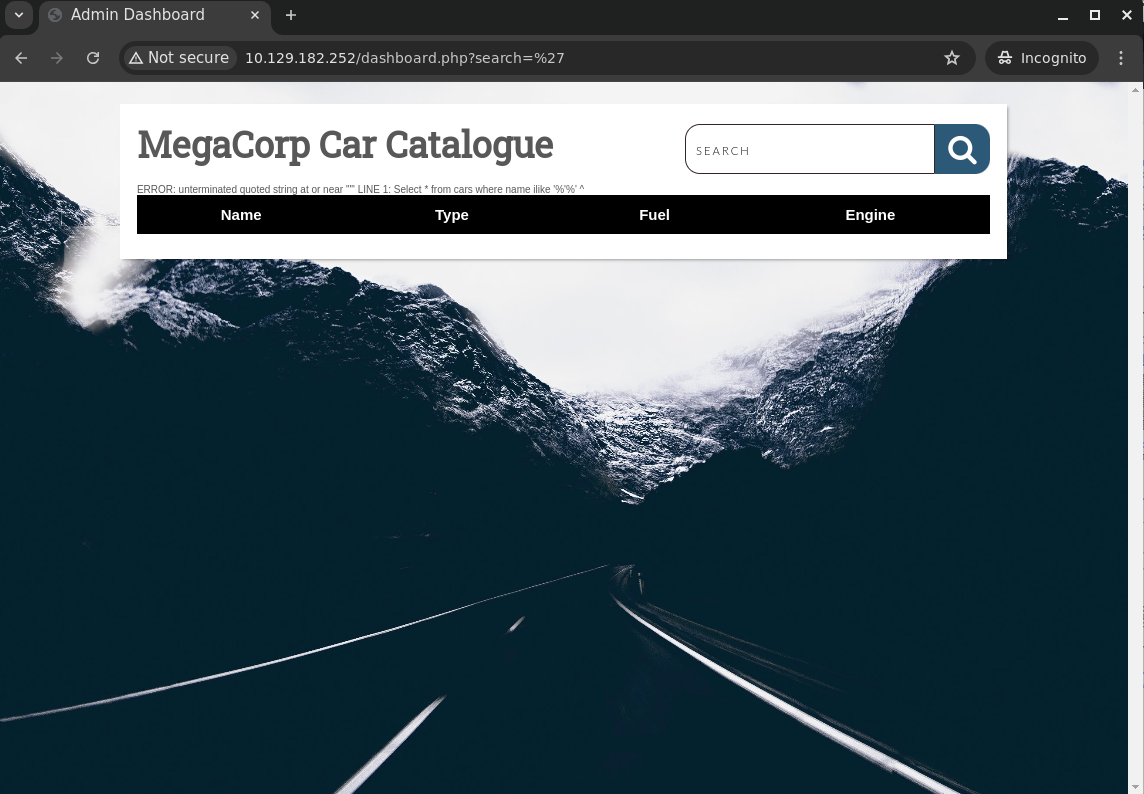 Admin Dashboard
Not secure 10.129.182.252/dashboard.php?search=%27 Incognito
MegaCorp Car Catalogue
SEARCH
ERROR: unterminated quoted string at or near "'" LINE 1: Select * from cars where name ilike '%'%' ^
Name Type Fuel Engine